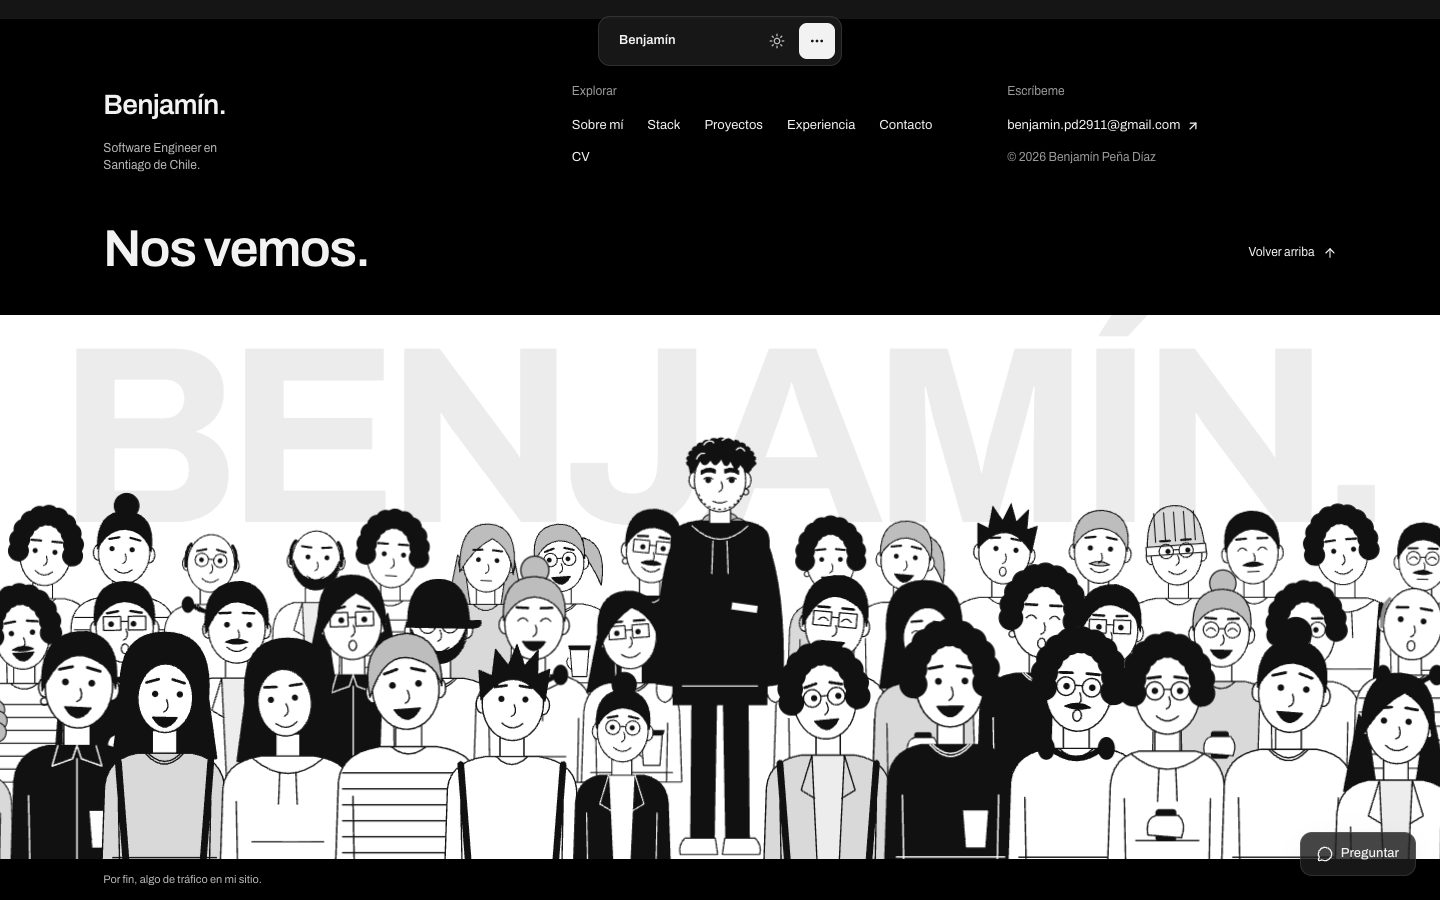 Benjamín
Benjamín.
Software Engineer en
Santiago de Chile.
Explorar
Sobre mí Stack Proyectos Experiencia Contacto
CV
Escríbeme
benjamin.pd2911@gmail.com
© 2026 Benjamín Peña Díaz
Nos vemos.
Volver arriba
BENJAMÍN.
Preguntar
Por fin, algo de tráfico en mi sitio.